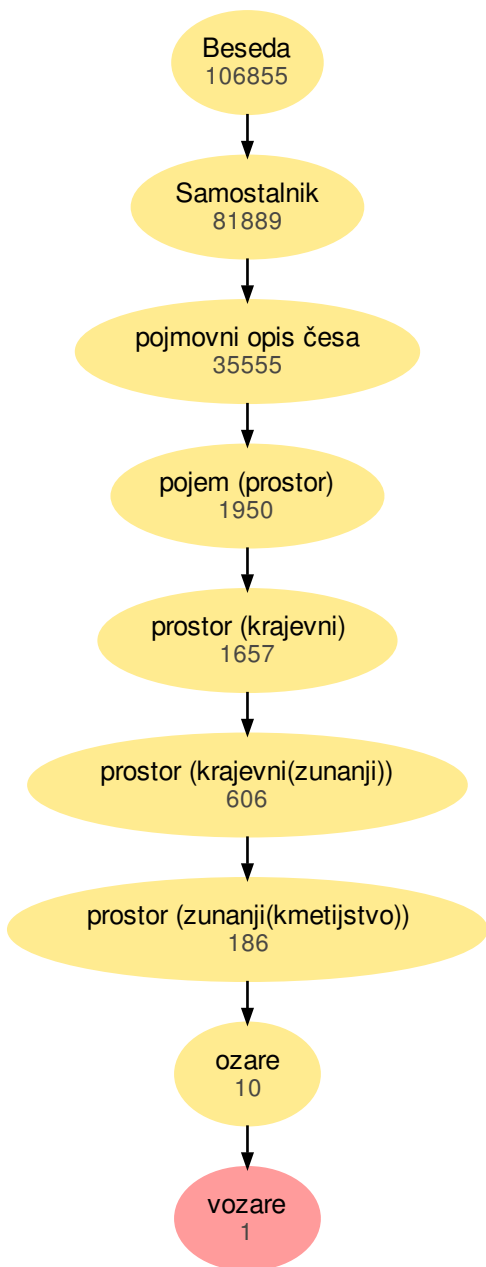 Beseda
106855
Samostalnik
81889
pojmovni opis česa
35555
pojem (prostor)
1950
prostor (krajevni)
1657
prostor (krajevni(zunanji))
606
prostor (zunanji(kmetijstvo))
186
ozare
10
vozare
1